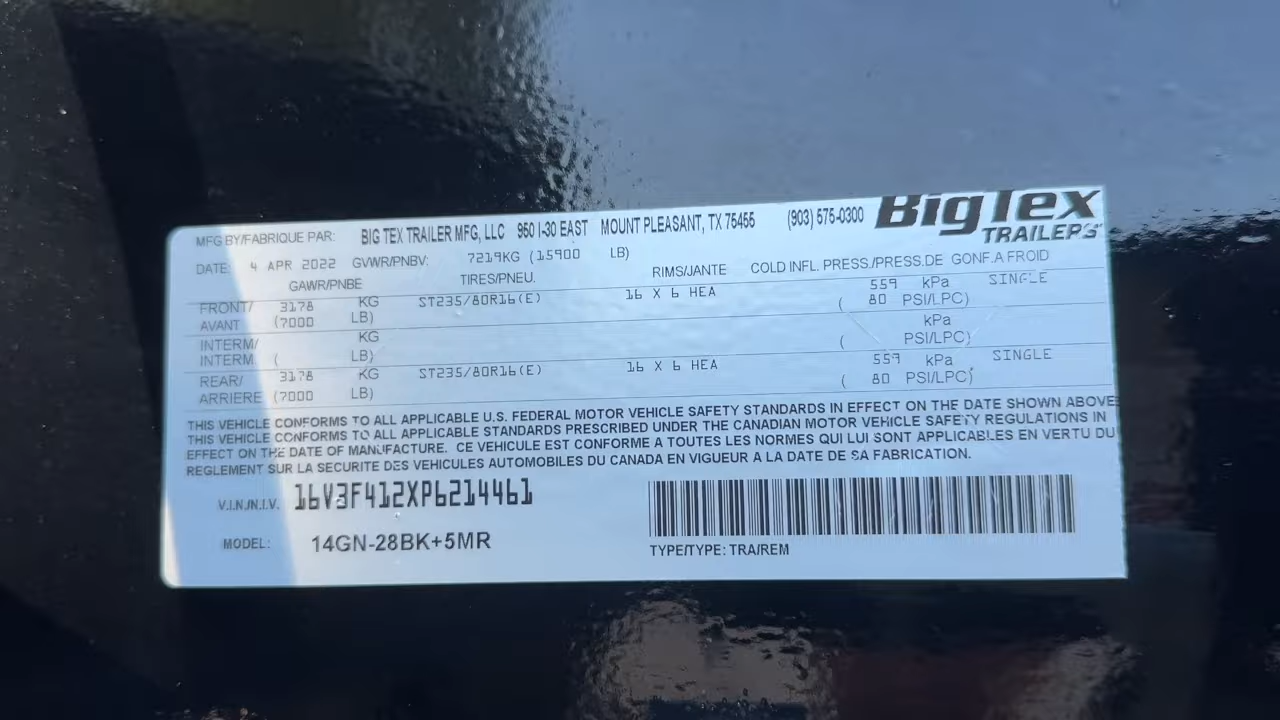 MFG BY/FABRIQUE PAR: BIG TEX TRAILER MFG, LLC 950 I-30 EAST MOUNT PLEASANT, TX 75455 (903) 575-0300 BigTex
TRAILERS
DATE: 4 APR 2022 GVWR/PNBV: 7219KG (15900 LB)
GAWR/PNBE TIRES/PNEU. RIMS/JANTE COLD INFL. PRESS./PRESS.DE GONF.A FROID
FRONT/ 3178 KG ST235/80R16(E) 16 X 6 HEA 559 kPa SINGLE
AVANT (7000 LB) ( 80 PSI/LPC)
INTERM/ KG kPa
INTERM. ( LB) ( PSI/LPC)
REAR/ 3178 KG ST235/80R16(E) 16 X 6 HEA 559 kPa SINGLE
ARRIERE (7000 LB) ( 80 PSI/LPC)
THIS VEHICLE CONFORMS TO ALL APPLICABLE U.S. FEDERAL MOTOR VEHICLE SAFETY STANDARDS IN EFFECT ON THE DATE SHOWN ABOVE
THIS VEHICLE CONFORMS TO ALL APPLICABLE STANDARDS PRESCRIBED UNDER THE CANADIAN MOTOR VEHICLE SAFETY REGULATIONS IN
EFFECT ON THE DATE OF MANUFACTURE. CE VEHICULE EST CONFORME A TOUTES LES NORMES QUI LUI SONT APPLICABLES EN VERTU DU
REGLEMENT SUR LA SECURITE DES VEHICULES AUTOMOBILES DU CANADA EN VIGUEUR A LA DATE DE SA FABRICATION.
V.I.N./N.I.V. 16V3F412XP6214461
MODEL: 14GN-28BK+5MR
TYPE/TYPE: TRA/REM